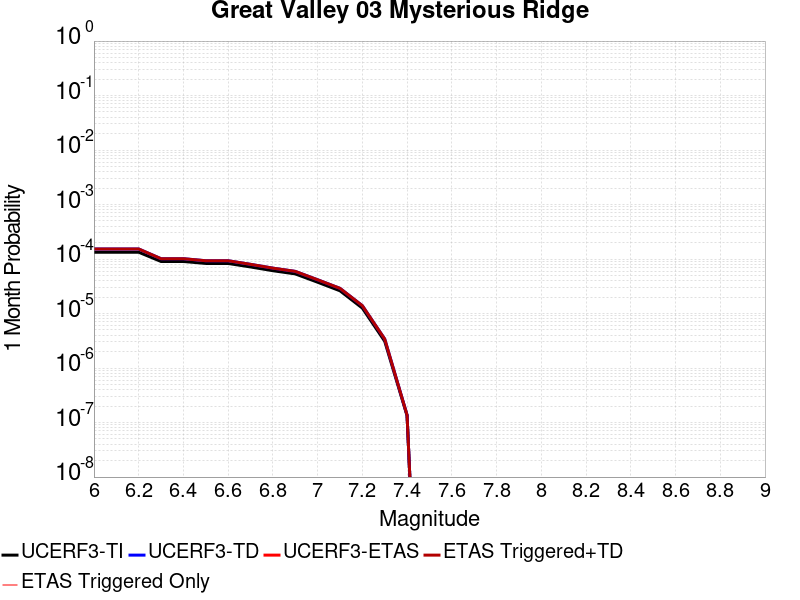 Great Valley 03 Mysterious Ridge
10^0
10^-1
10^-2
10^-3
10^-4
10^-5
10^-6
10^-7
10^-8
1 Month Probability
6 6.2 6.4 6.6 6.8 7 7.2 7.4 7.6 7.8 8 8.2 8.4 8.6 8.8 9
Magnitude
UCERF3-TI UCERF3-TD UCERF3-ETAS ETAS Triggered+TD
ETAS Triggered Only